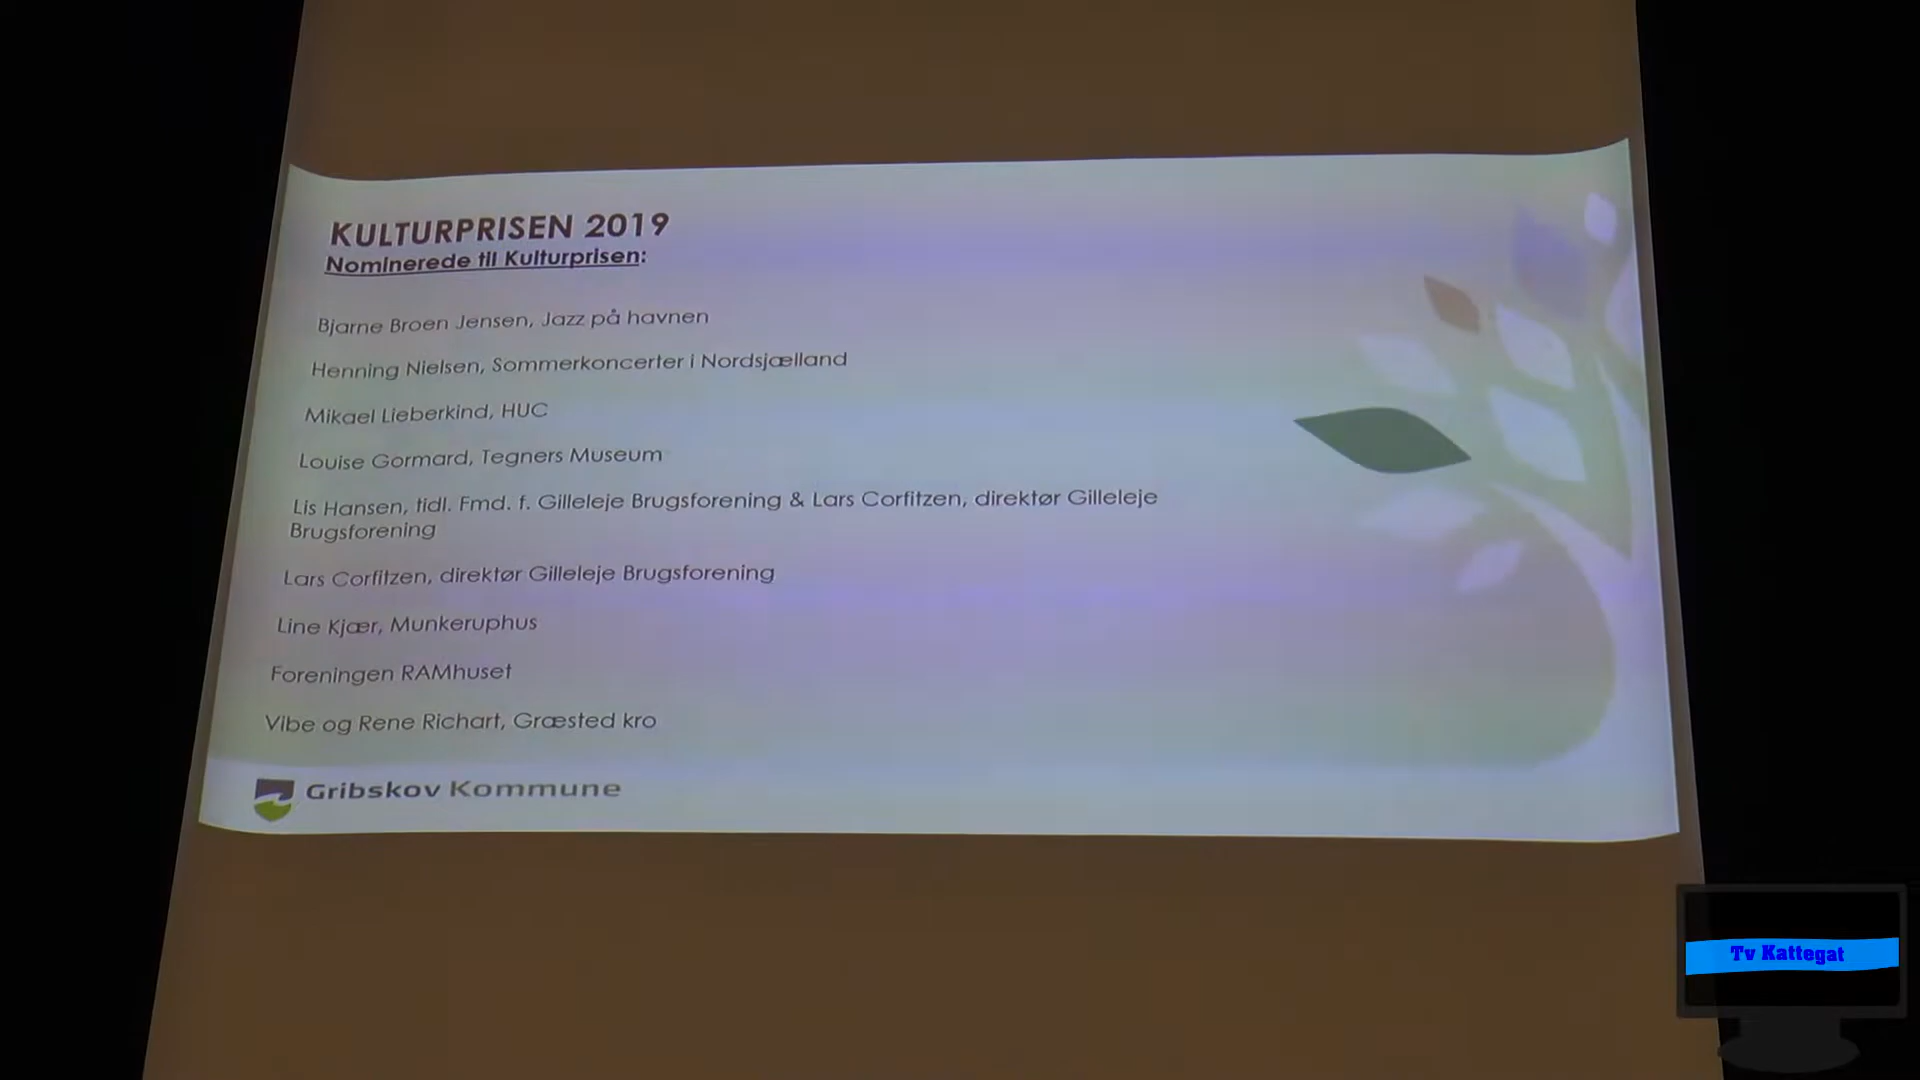 KULTURPRISEN 2019
Nominerede til Kulturprisen:
Bjarne Broen Jensen, Jazz på havnen
Henning Nielsen, Sommerkoncerter i Nordsjælland
Mikael Lieberkind, HUC
Louise Gormard, Tegners Museum
Lis Hansen, tidl. Fmd. f. Gilleleje Brugsforening & Lars Corfitzen, direktør Gilleleje
Brugsforening
Lars Corfitzen, direktør Gilleleje Brugsforening
Line Kjær, Munkeruphus
Foreningen RAMhuset
Vibe og Rene Richart, Græsted kro
Gribskov Kommune
Tv Kattegat